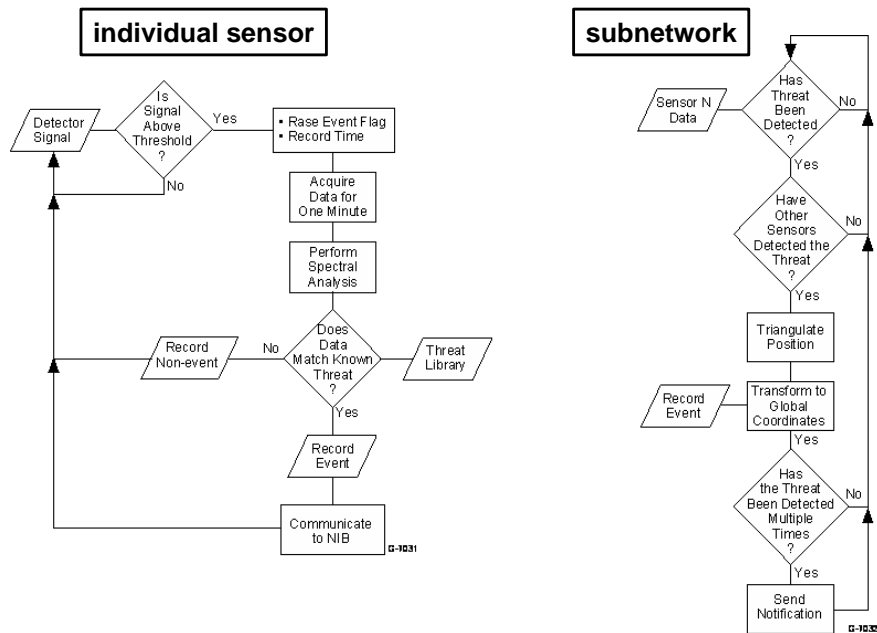 individual sensor
Detector
Signal
Is
Signal
Above
Threshold
?
Yes
No
▪ Rase Event Flag
▪ Record Time
Acquire
Data for
One Minute
Perform
Spectral
Analysis
Does
Data
Match Known
Threat
?
No
Record
Non-event
Threat
Library
Yes
Record
Event
Communicate
to NIB
G-7031
subnetwork
Sensor N
Data
Has
Threat
Been
Detected
?
No
Yes
Have
Other
Sensors
Detected the
Threat
?
No
Yes
Triangulate
Position
Record
Event
Transform to
Global
Coordinates
Yes
Has
the Threat
Been Detected
Multiple
Times
?
No
Yes
Send
Notification
G-7032